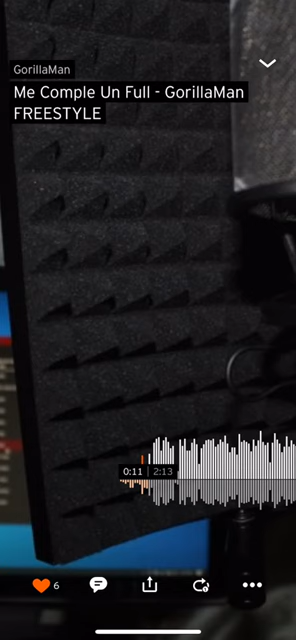 GorillaMan
Me Comple Un Full - GorillaMan
FREESTYLE
0:11 | 2:13
6